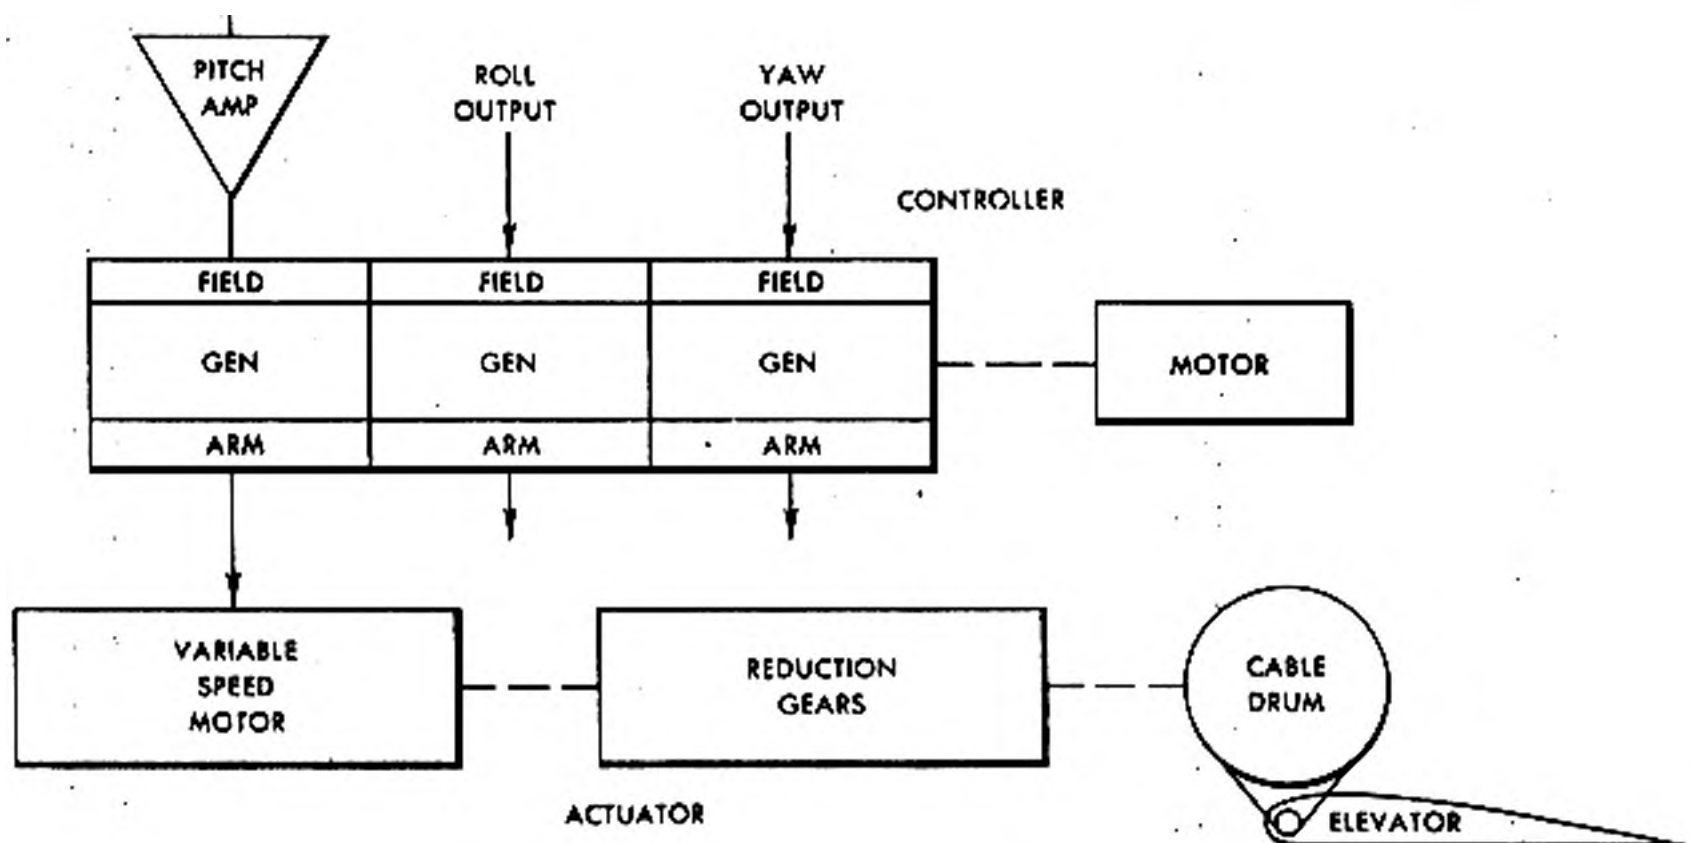 PITCH
AMP
ROLL
OUTPUT
YAW
OUTPUT
CONTROLLER
FIELD
FIELD
FIELD
GEN
GEN
GEN
MOTOR
ARM
ARM
ARM
VARIABLE
SPEED
MOTOR
REDUCTION
GEARS
CABLE
DRUM
ACTUATOR
ELEVATOR